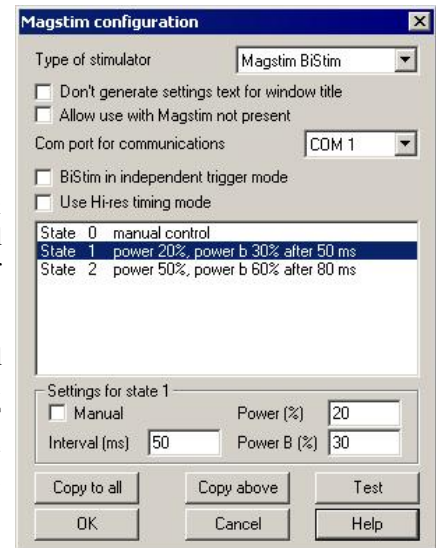 Magstim configuration
Type of stimulator Magstim BiStim
Don't generate settings text for window title
Allow use with Magstim not present
Com port for communications COM 1
BiStim in independent trigger mode
Use Hi-res timing mode
State 0 manual control
State 1 power 20%, power b 30% after 50 ms
State 2 power 50%, power b 60% after 80 ms
Settings for state 1
Manual Power (%) 20
Interval (ms) 50 Power B (%) 30
Copy to all Copy above Test
OK Cancel Help